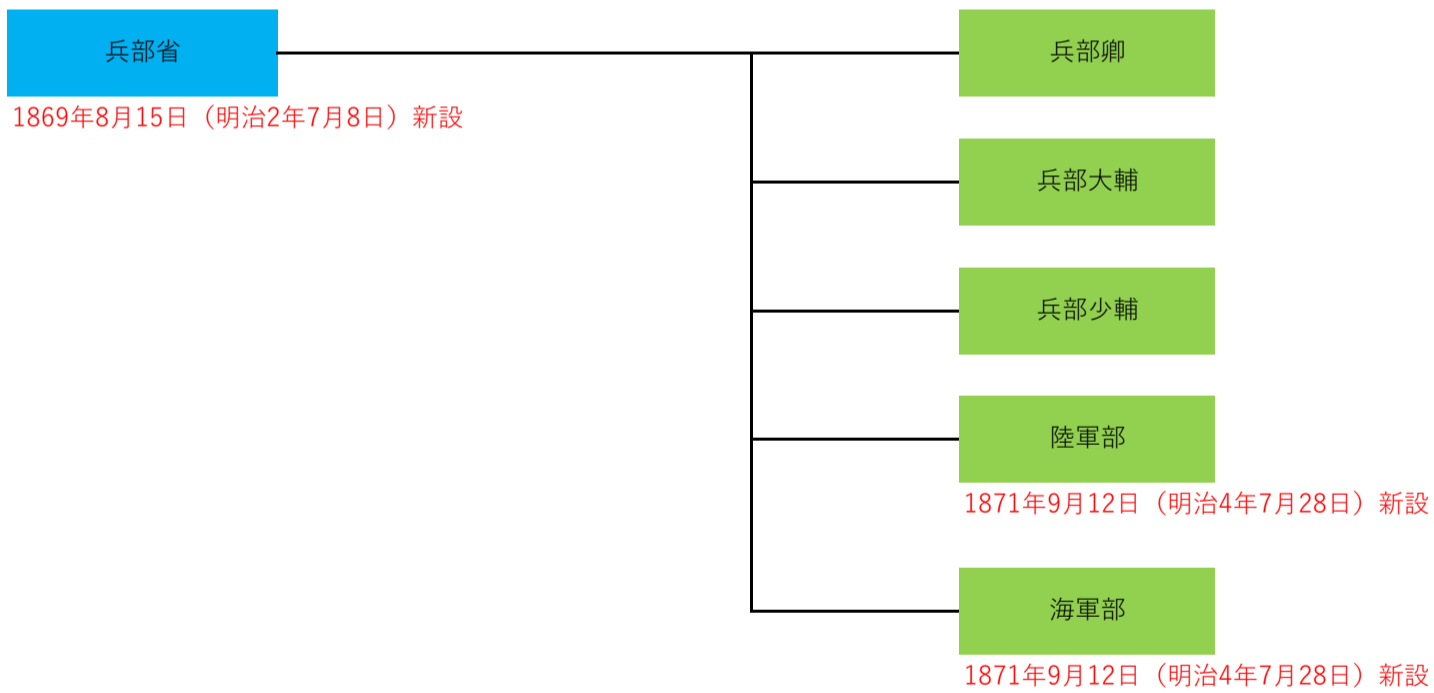 兵部省
1869年8月15日（明治2年7月8日）新設
兵部卿
兵部大輔
兵部少輔
陸軍部
1871年9月12日（明治4年7月28日）新設
海軍部
1871年9月12日（明治4年7月28日）新設